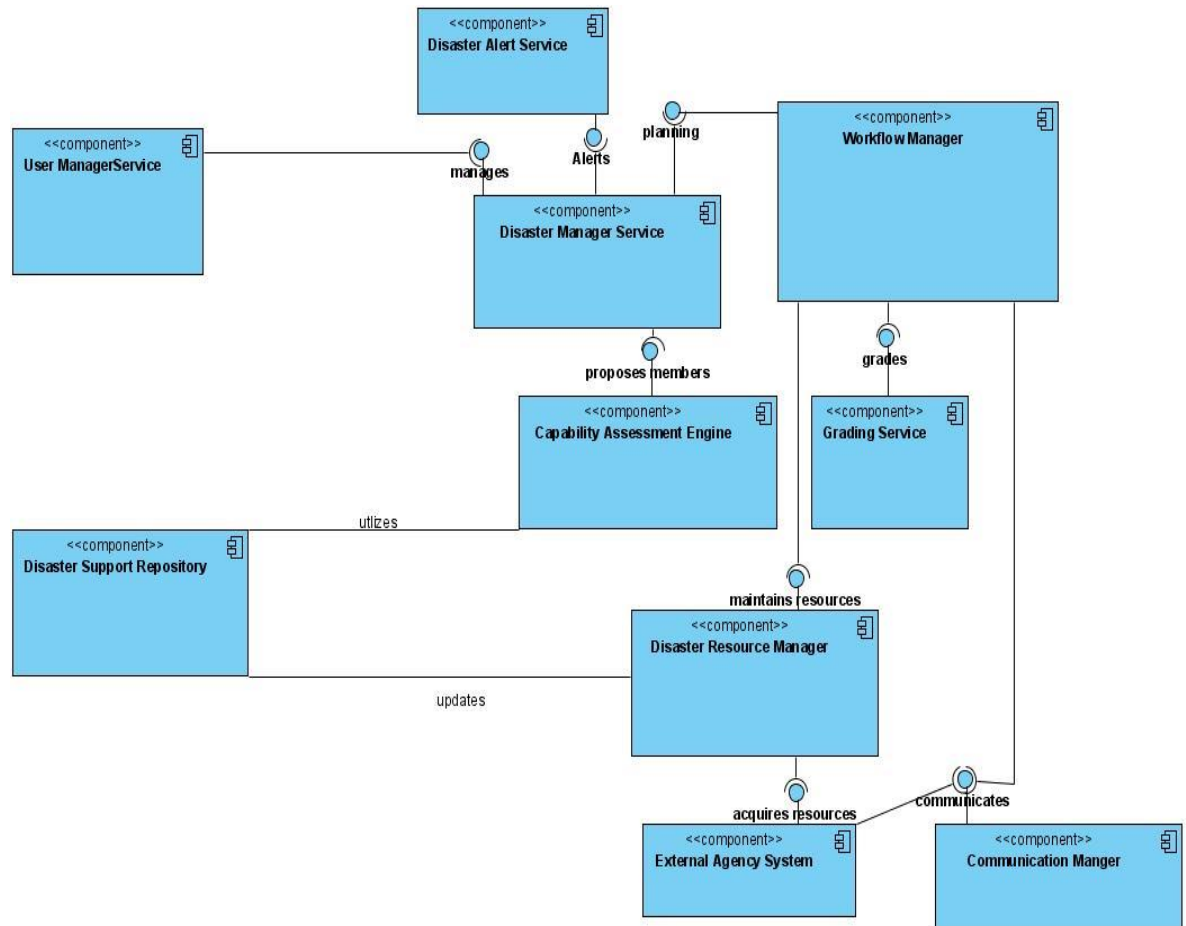 <<component>>
Disaster Alert Service
<<component>>
Workflow Manager
planning
<<component>>
User ManagerService
Alerts
manages
<<component>>
Disaster Manager Service
grades
proposes members
<<component>>
Capability Assessment Engine
<<component>>
Grading Service
utlizes
<<component>>
Disaster Support Repository
maintains resources
<<component>>
Disaster Resource Manager
updates
communicates
acquires resources
<<component>>
External Agency System
<<component>>
Communication Manger